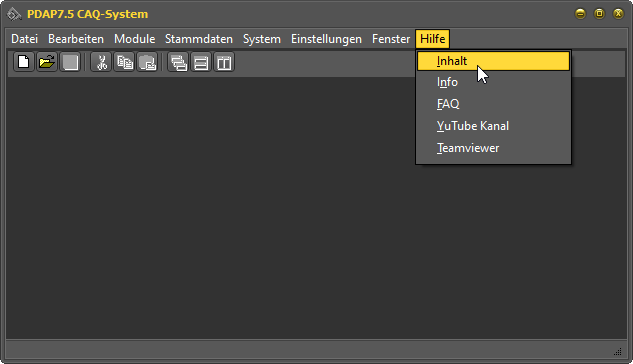 PDAP7.5 CAQ-System
Datei Bearbeiten Module Stammdaten System Einstellungen Fenster Hilfe
Inhalt
Info
FAQ
YuTube Kanal
Teamviewer